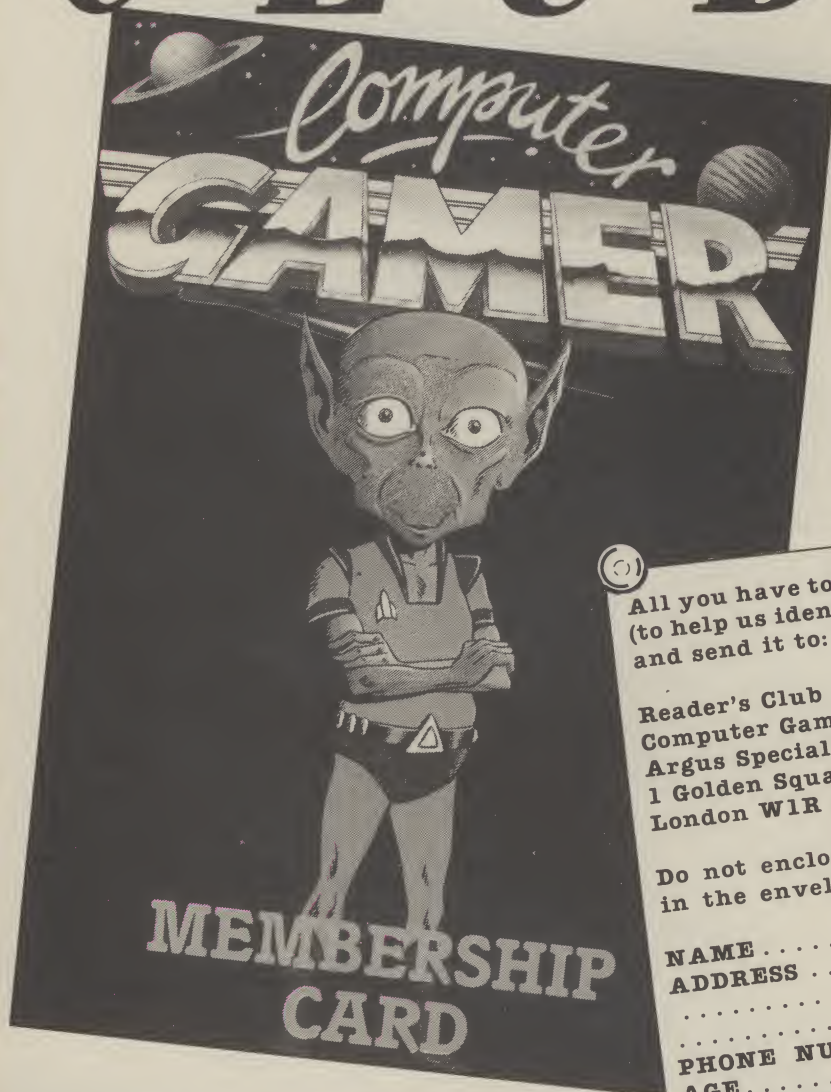 Computer
GAMER
MEMBERSHIP
CARD
All you have to
(to help us iden
and send it to:
Reader's Club
Computer Gam
Argus Special
1 Golden Squa
London W1R
Do not enclo
in the envel
NAME . . . . .
ADDRESS . .
. . . . . . . . . .
. . . . . . . . . .
PHONE NU
AGE . . . . .